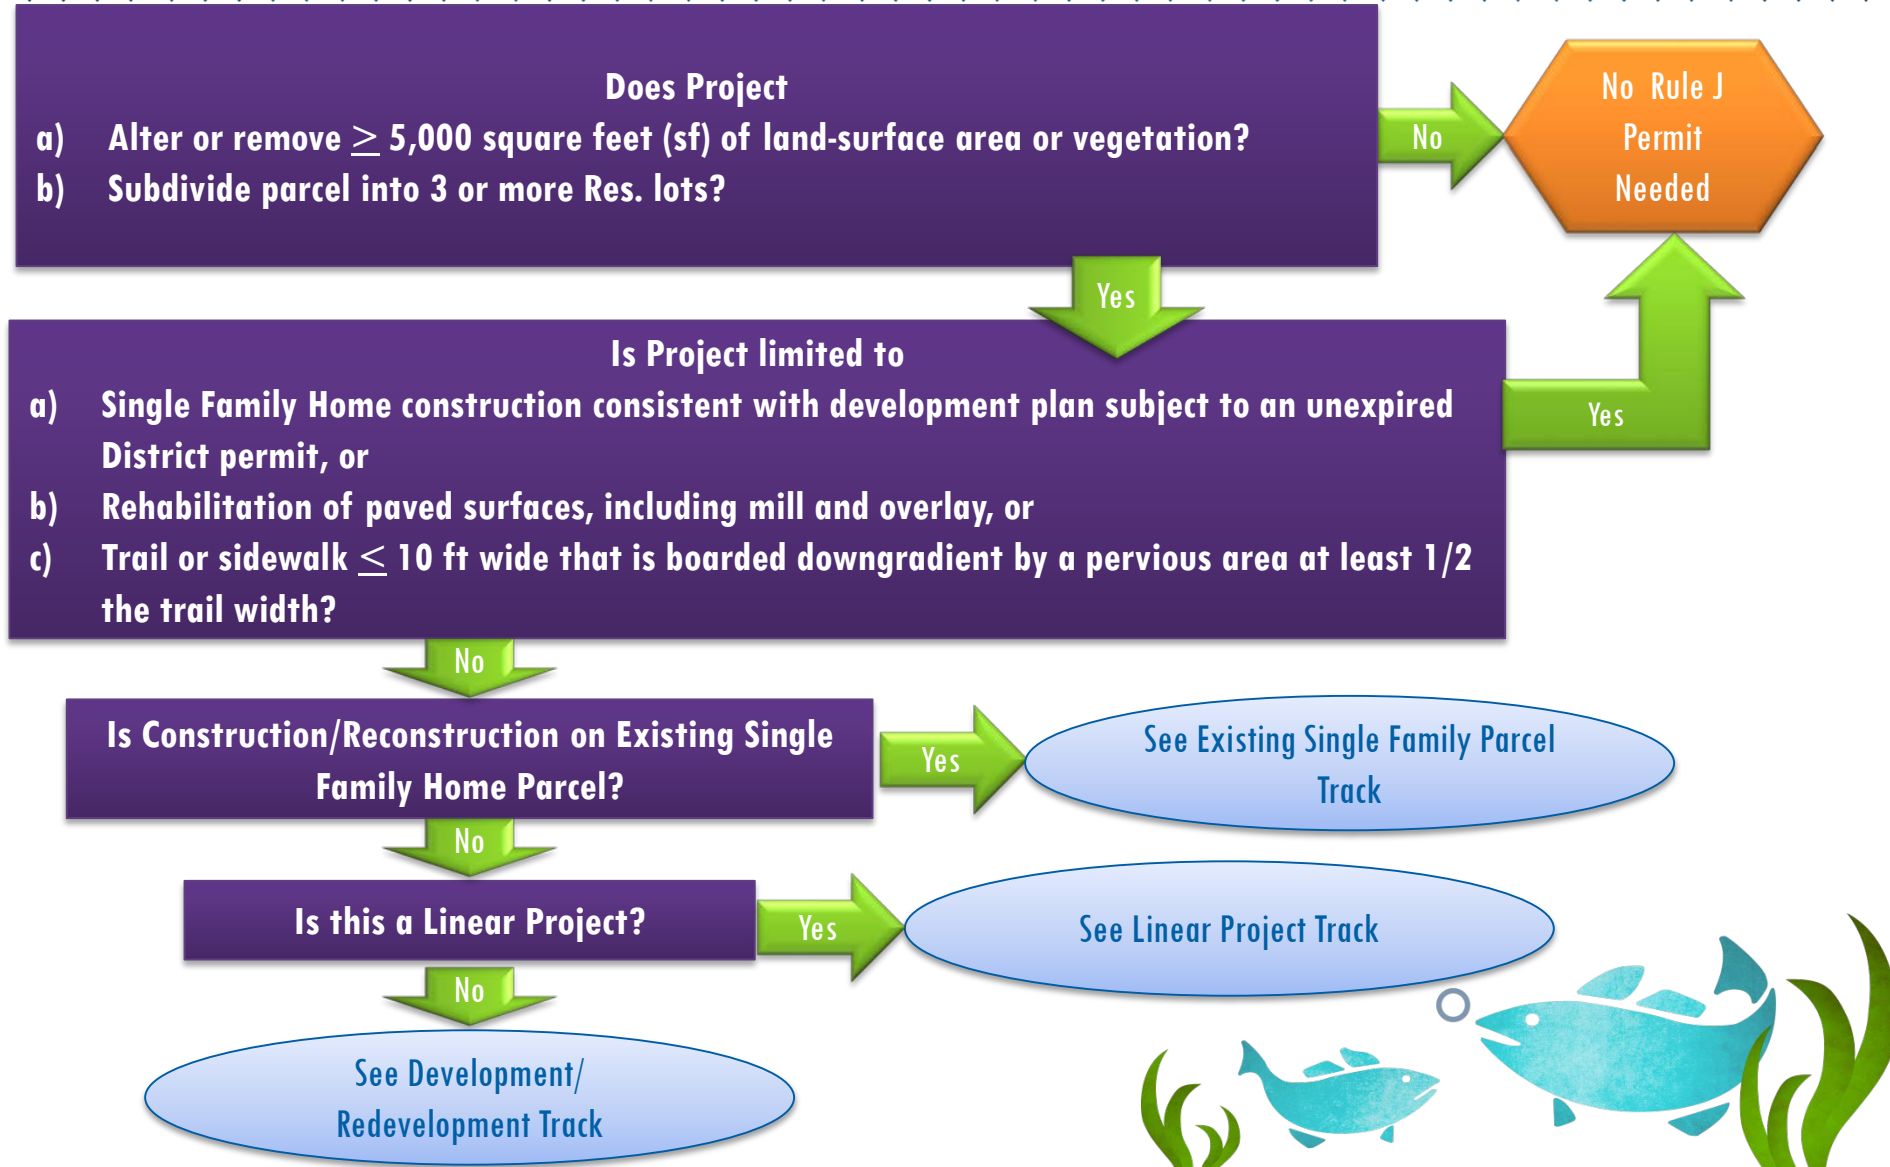 Does Project
a) Alter or remove ≥ 5,000 square feet (sf) of land-surface area or vegetation?
b) Subdivide parcel into 3 or more Res. lots?
No
No Rule J
Permit
Needed
Yes
Is Project limited to
a) Single Family Home construction consistent with development plan subject to an unexpired
District permit, or
b) Rehabilitation of paved surfaces, including mill and overlay, or
c) Trail or sidewalk ≤ 10 ft wide that is boarded downgradient by a pervious area at least 1/2
the trail width?
Yes
No
Is Construction/Reconstruction on Existing Single
Family Home Parcel?
Yes
See Existing Single Family Parcel
Track
No
Is this a Linear Project?
Yes
See Linear Project Track
No
See Development/
Redevelopment Track